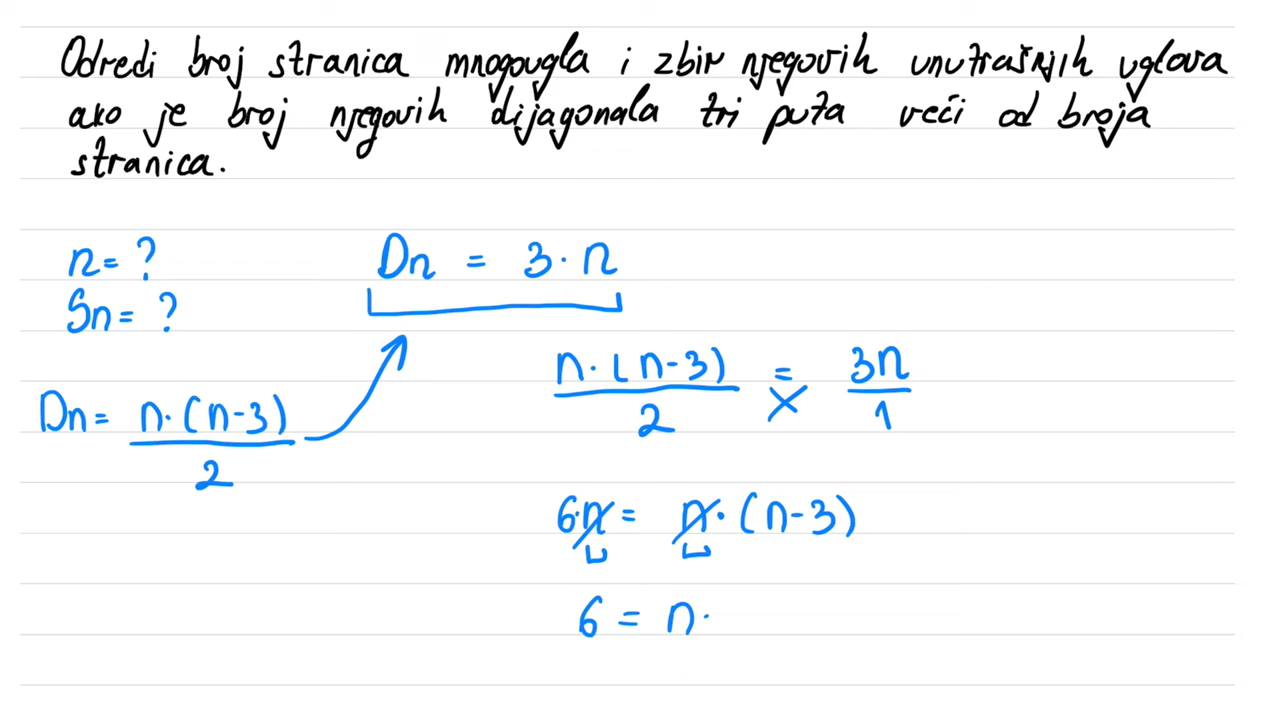 Odredi broj stranica mnogougla i zbir njegovih unutrašnjih uglova
ako je broj njegovih dijagonala tri puta veći od broja
stranica.
n = ?
Sn = ?
Dn = 3 · n
Dn = n · (n-3) / 2
n · (n-3) / 2 = 3n / 1
6 · n = n · (n-3)
6 = n ·